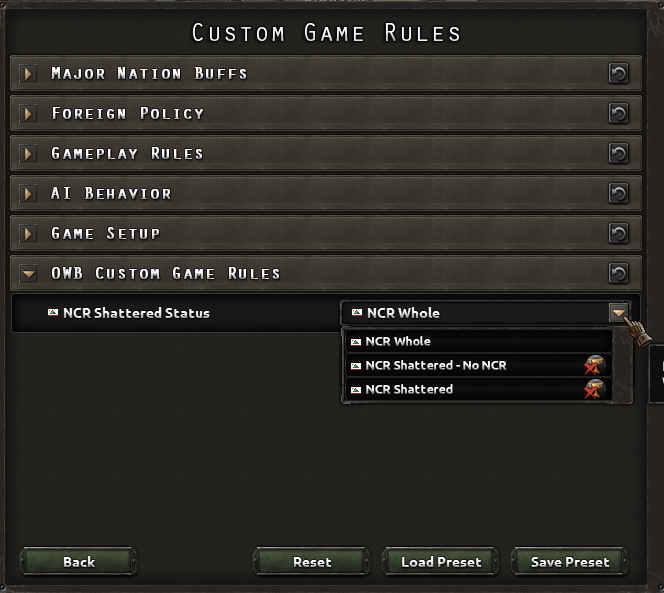 Custom Game Rules
Major Nation Buffs
Foreign Policy
Gameplay Rules
AI Behavior
Game Setup
OWB Custom Game Rules
NCR Shattered Status
NCR Whole
NCR Whole
NCR Shattered - No NCR
NCR Shattered
Back
Reset
Load Preset
Save Preset